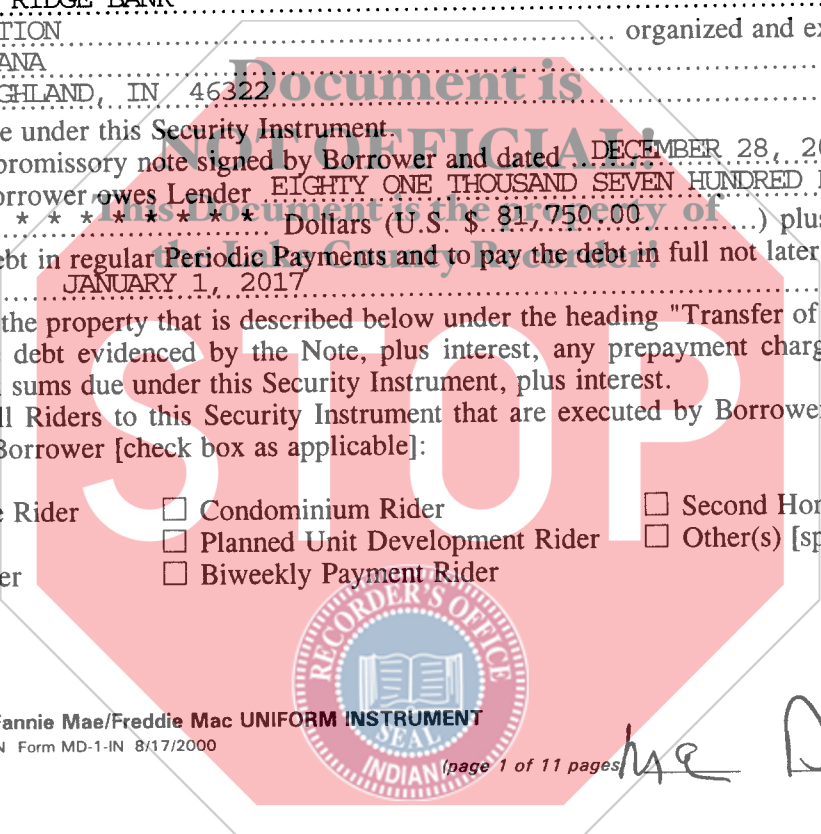 RIDGE BANK
TION organized and ex
ANA
GHLAND, IN 46322
Document is
e under this Security Instrument.
NOT OFFICIAL!
promissory note signed by Borrower and dated DECEMBER 28, 20
orrower owes Lender EIGHTY ONE THOUSAND SEVEN HUNDRED
This Document is the property of
* * * * * * * * Dollars (U.S. $ 81,750.00 ) plus
the Lake County Recorder!
ebt in regular Periodic Payments and to pay the debt in full not later
JANUARY 1, 2017
the property that is described below under the heading "Transfer of
debt evidenced by the Note, plus interest, any prepayment charg
sums due under this Security Instrument, plus interest.
ll Riders to this Security Instrument that are executed by Borrower
Borrower [check box as applicable]:
STOP
e Rider ☐ Condominium Rider ☐ Second Hom
☐ Planned Unit Development Rider ☐ Other(s) [sp
er ☐ Biweekly Payment Rider
RECORDER'S OFFICE
Fannie Mae/Freddie Mac UNIFORM INSTRUMENT
SEAL
N Form MD-1-IN 8/17/2000
INDIANA
(page 1 of 11 pages)